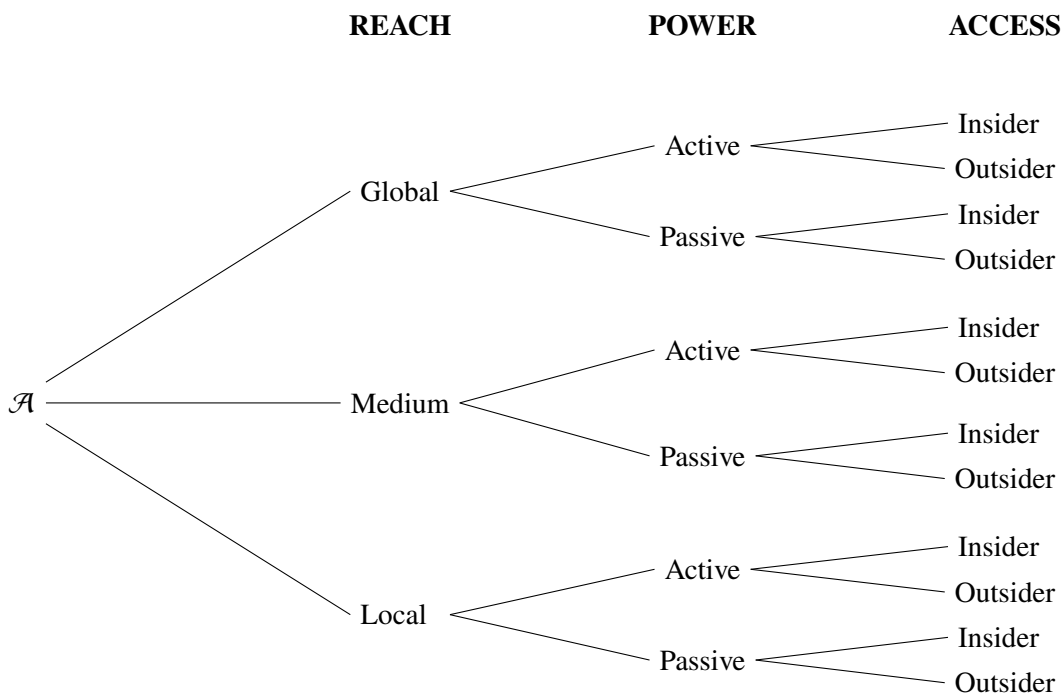 REACH POWER ACCESS
Insider
Active
Outsider
Global
Insider
Passive
Outsider
Insider
Active
Outsider
𝒜 Medium
Insider
Passive
Outsider
Insider
Active
Outsider
Local
Insider
Passive
Outsider